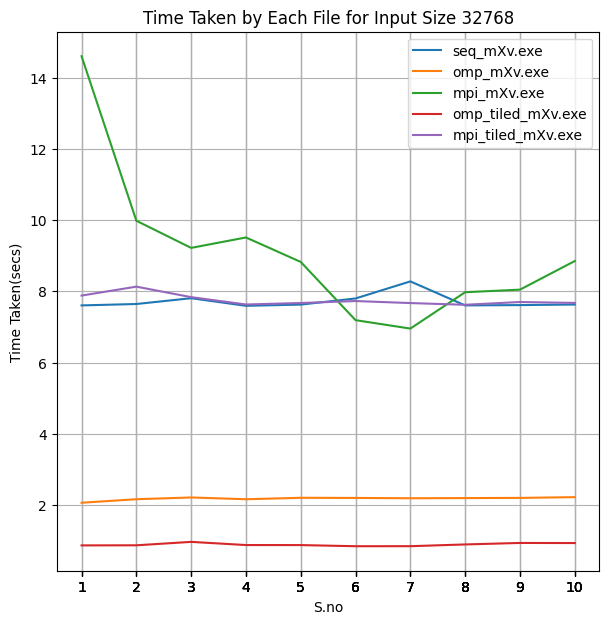 Time Taken by Each File for Input Size 32768
seq_mXv.exe
omp_mXv.exe
mpi_mXv.exe
omp_tiled_mXv.exe
mpi_tiled_mXv.exe
Time Taken(secs)
14
12
10
8
6
4
2
1 2 3 4 5 6 7 8 9 10
S.no